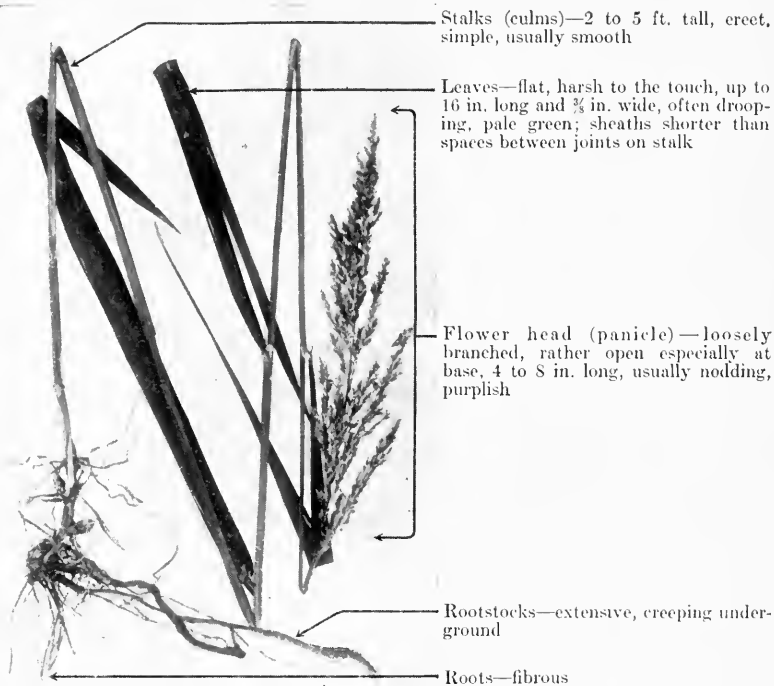 Stalks (culms)—2 to 5 ft. tall, erect,
simple, usually smooth
Leaves—flat, harsh to the touch, up to
16 in. long and ⅜ in. wide, often droop-
ing, pale green; sheaths shorter than
spaces between joints on stalk
Flower head (panicle)—loosely
branched, rather open especially at
base, 4 to 8 in. long, usually nodding,
purplish
Rootstocks—extensive, creeping under-
ground
Roots—fibrous